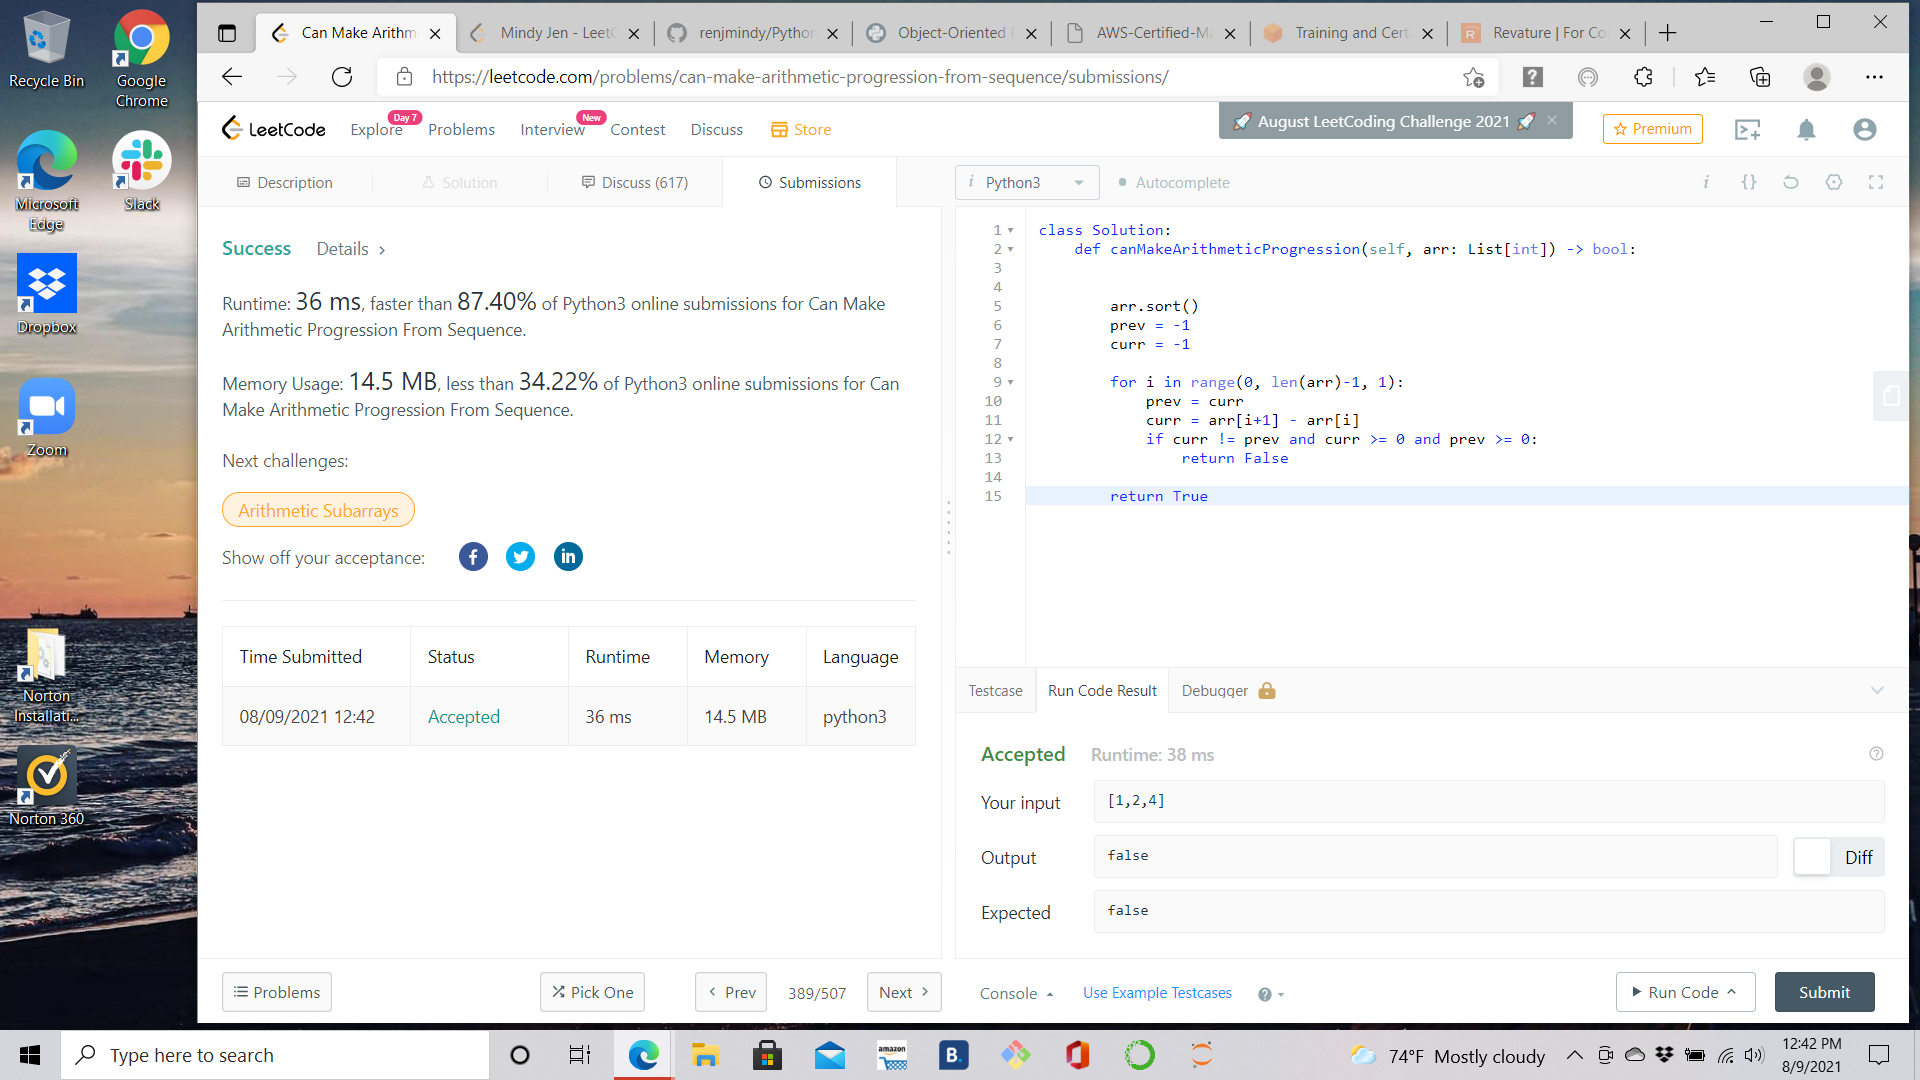 Recycle Bin
Google Chrome
Microsoft Edge
Slack
Dropbox
Zoom
Norton Installati...
Norton 360
Can Make Arithm
Mindy Jen - Leet
renjmindy/Pytho
Object-Oriented
AWS-Certified-M
Training and Cert
Revature | For Co
https://leetcode.com/problems/can-make-arithmetic-progression-from-sequence/submissions/
LeetCode
Explore
Day 7
Problems
Interview
New
Contest
Discuss
Store
August LeetCoding Challenge 2021
Premium
Description
Solution
Discuss (617)
Submissions
i Python3
Autocomplete
i
{}
Success
Details >
Runtime: 36 ms, faster than 87.40% of Python3 online submissions for Can Make
Arithmetic Progression From Sequence.
Memory Usage: 14.5 MB, less than 34.22% of Python3 online submissions for Can
Make Arithmetic Progression From Sequence.
Next challenges:
Arithmetic Subarrays
Show off your acceptance:
Time Submitted Status Runtime Memory Language
08/09/2021 12:42 Accepted 36 ms 14.5 MB python3
1 class Solution:
2     def canMakeArithmeticProgression(self, arr: List[int]) -> bool:
3
4
5         arr.sort()
6         prev = -1
7         curr = -1
8
9         for i in range(0, len(arr)-1, 1):
10             prev = curr
11             curr = arr[i+1] - arr[i]
12             if curr != prev and curr >= 0 and prev >= 0:
13                 return False
14
15         return True
Testcase
Run Code Result
Debugger
Accepted
Runtime: 38 ms
Your input
[1,2,4]
Output
false
Diff
Expected
false
Problems
Pick One
< Prev
389/507
Next >
Console
Use Example Testcases
Run Code
Submit
Type here to search
amazon
B.
74°F Mostly cloudy
12:42 PM
8/9/2021